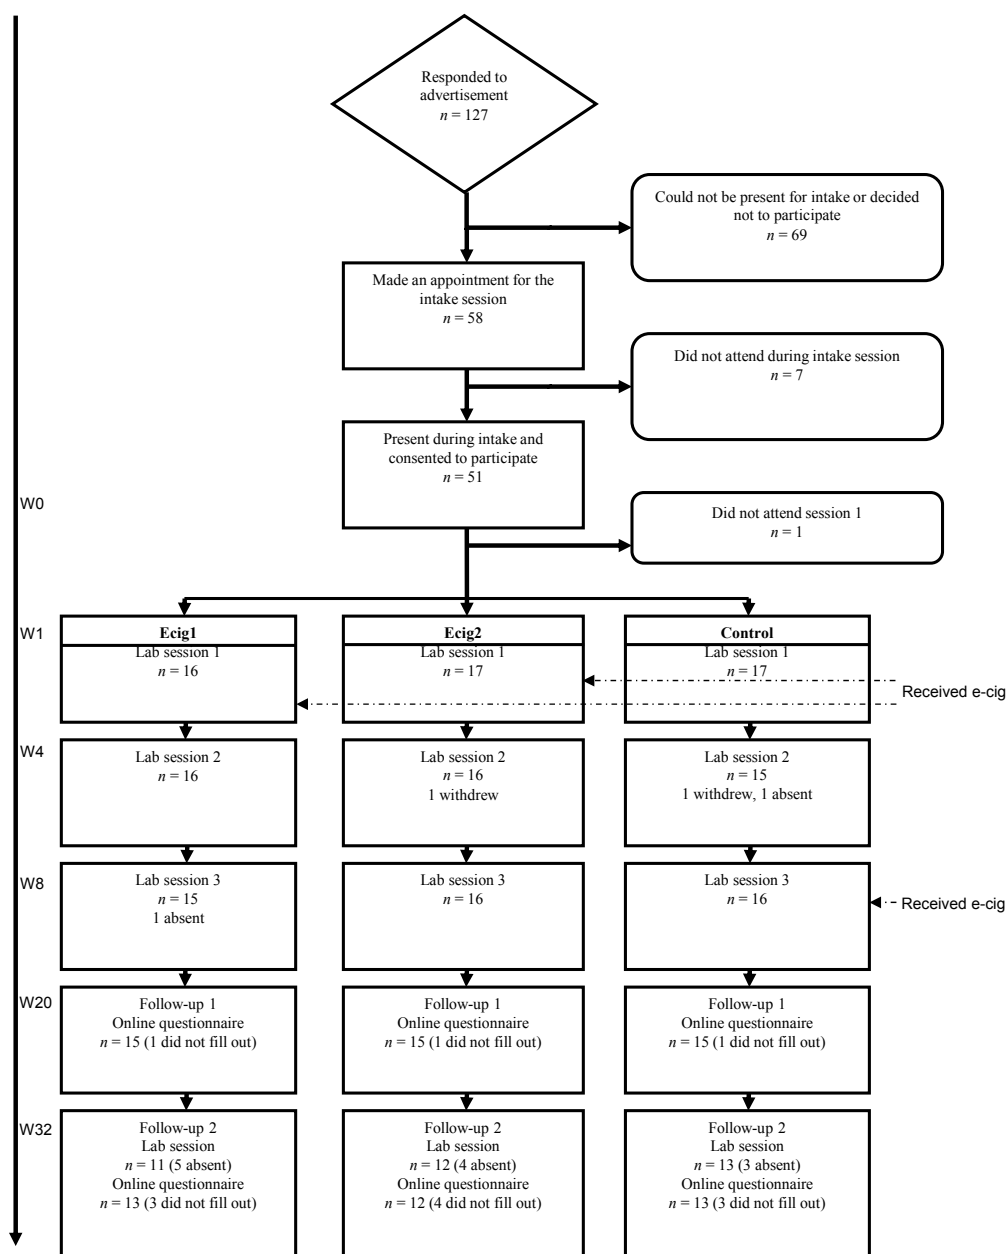 Responded to
advertisement
n = 127
Could not be present for intake or decided
not to participate
n = 69
Made an appointment for the
intake session
n = 58
Did not attend during intake session
n = 7
Present during intake and
consented to participate
n = 51
W0
Did not attend session 1
n = 1
W1
Ecig1
Lab session 1
n = 16
Ecig2
Lab session 1
n = 17
Control
Lab session 1
n = 17
Received e-cig
W4
Lab session 2
n = 16
Lab session 2
n = 16
1 withdrew
Lab session 2
n = 15
1 withdrew, 1 absent
W8
Lab session 3
n = 15
1 absent
Lab session 3
n = 16
Lab session 3
n = 16
Received e-cig
W20
Follow-up 1
Online questionnaire
n = 15 (1 did not fill out)
Follow-up 1
Online questionnaire
n = 15 (1 did not fill out)
Follow-up 1
Online questionnaire
n = 15 (1 did not fill out)
W32
Follow-up 2
Lab session
n = 11 (5 absent)
Online questionnaire
n = 13 (3 did not fill out)
Follow-up 2
Lab session
n = 12 (4 absent)
Online questionnaire
n = 12 (4 did not fill out)
Follow-up 2
Lab session
n = 13 (3 absent)
Online questionnaire
n = 13 (3 did not fill out)